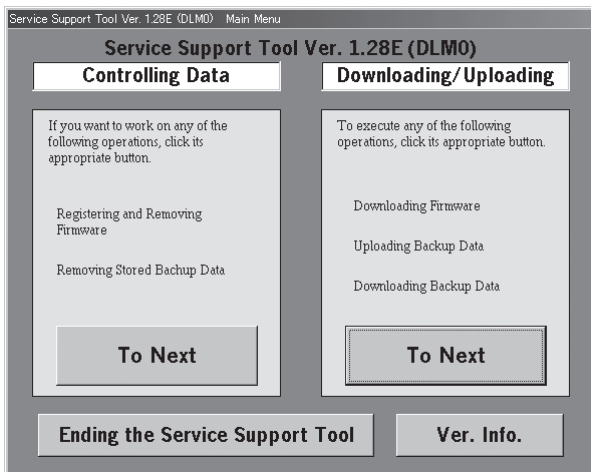 Service Support Tool Ver. 1.28E (DLM0)   Main Menu
Service Support Tool Ver. 1.28E (DLM0)
Controlling Data
If you want to work on any of the
following operations, click its
appropriate button.
Registering and Removing
Firmware
Removing Stored Bachup Data
To Next
Downloading/Uploading
To execute any of the following
operations, click its appropriate button.
Downloading Firmware
Uploading Backup Data
Downloading Backup Data
To Next
Ending the Service Support Tool
Ver. Info.